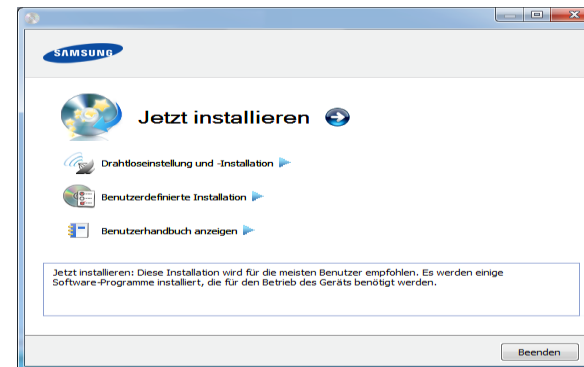 SAMSUNG
Jetzt installieren
Drahtloseinstellung und -Installation
Benutzerdefinierte Installation
Benutzerhandbuch anzeigen
Jetzt installieren: Diese Installation wird für die meisten Benutzer empfohlen. Es werden einige
Software-Programme installiert, die für den Betrieb des Geräts benötigt werden.
Beenden